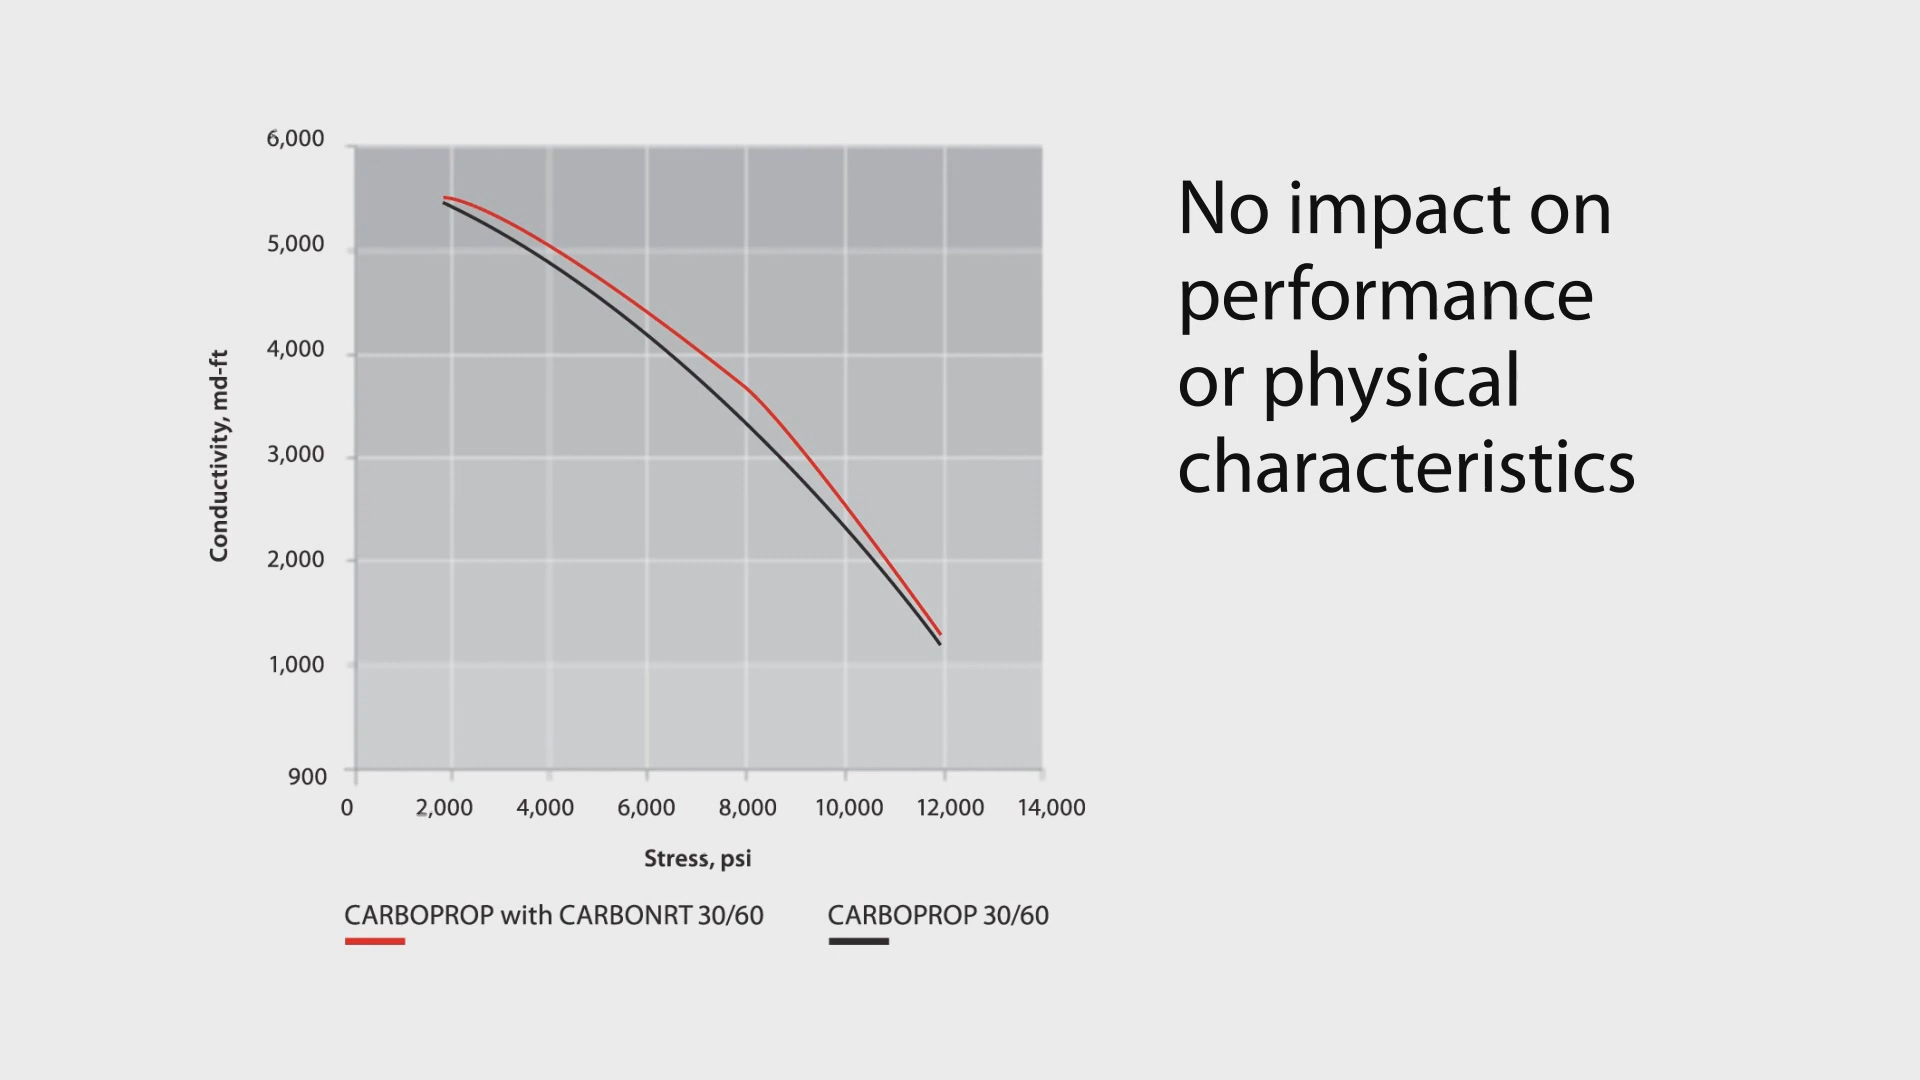 6,000
5,000
4,000
3,000
2,000
1,000
900
Conductivity, md-ft
0 2,000 4,000 6,000 8,000 10,000 12,000 14,000
Stress, psi
CARBOPROP with CARBONRT 30/60 CARBOPROP 30/60
No impact on
performance
or physical
characteristics